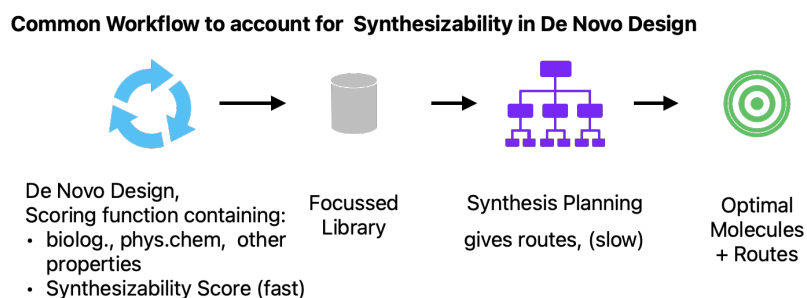 Common Workflow to account for Synthesizability in De Novo Design
De Novo Design,
Scoring function containing:
• biolog., phys.chem, other
properties
• Synthesizability Score (fast)
Focussed
Library
Synthesis Planning
gives routes, (slow)
Optimal
Molecules
+ Routes